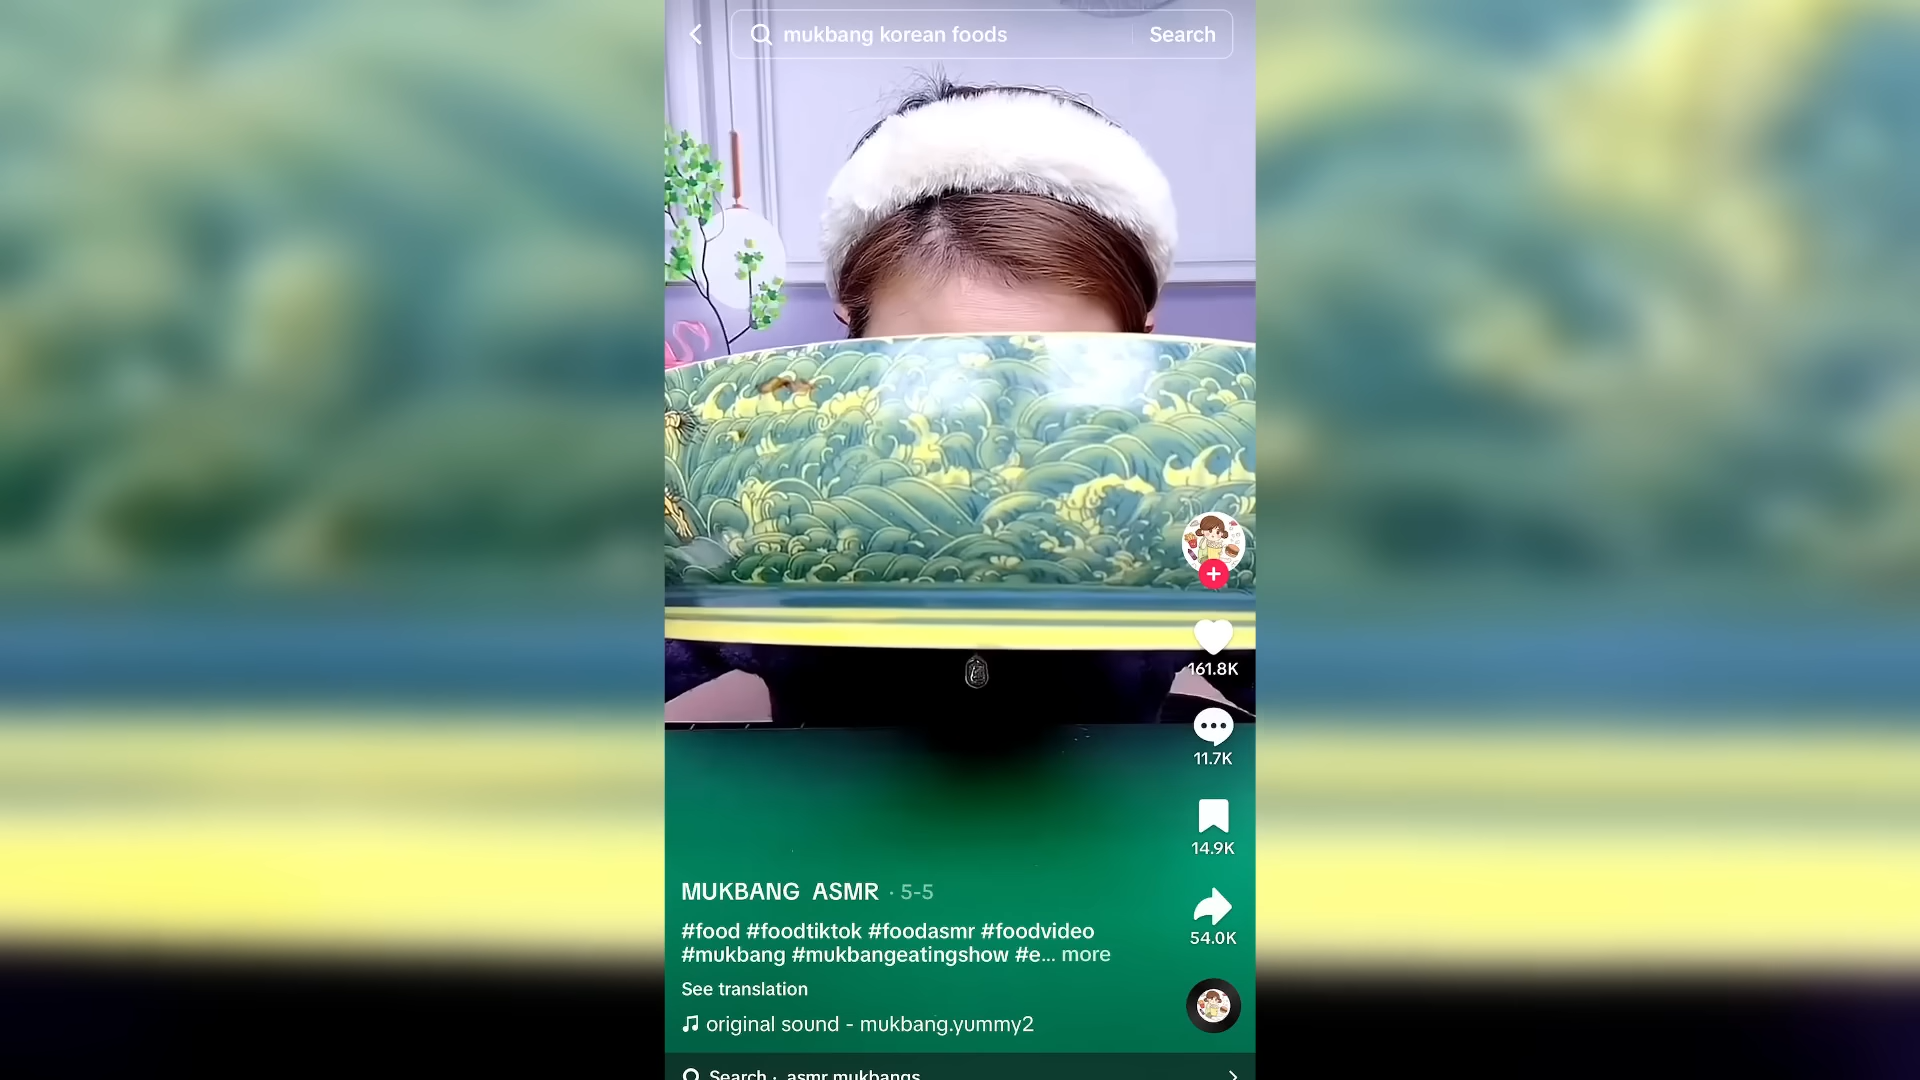 mukbang korean foods
Search
161.8K
11.7K
14.9K
54.0K
MUKBANG ASMR · 5-5
#food #foodtiktok #foodasmr #foodvideo
#mukbang #mukbangeatingshow #e... more
See translation
original sound - mukbang.yummy2
Search · asmr mukbangs